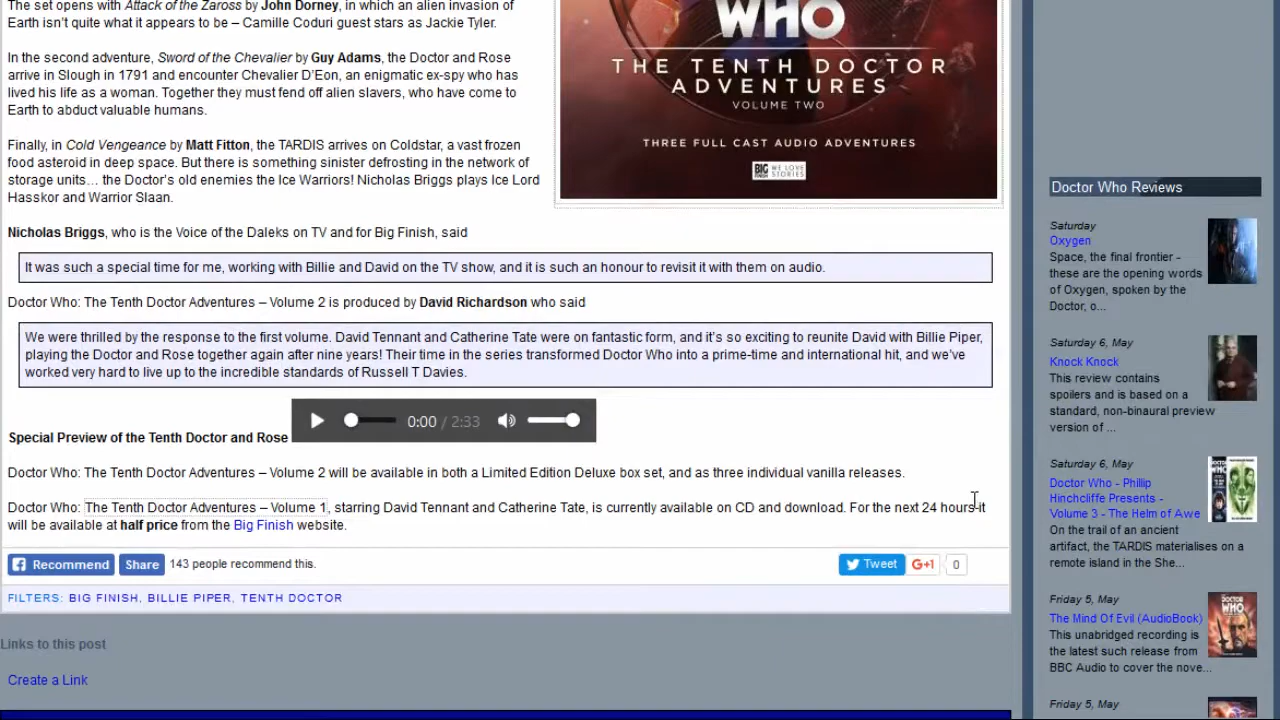 The set opens with Attack of the Zaross by John Dorney, in which an alien invasion of
Earth isn't quite what it appears to be – Camille Coduri guest stars as Jackie Tyler.
In the second adventure, Sword of the Chevalier by Guy Adams, the Doctor and Rose
arrive in Slough in 1791 and encounter Chevalier D'Eon, an enigmatic ex-spy who has
lived his life as a woman. Together they must fend off alien slavers, who have come to
Earth to abduct valuable humans.
Finally, in Cold Vengeance by Matt Fitton, the TARDIS arrives on Coldstar, a vast frozen
food asteroid in deep space. But there is something sinister defrosting in the network of
storage units… the Doctor's old enemies the Ice Warriors! Nicholas Briggs plays Ice Lord
Hasskor and Warrior Slaan.
WHO
THE TENTH DOCTOR
ADVENTURES
VOLUME TWO
THREE FULL CAST AUDIO ADVENTURES
BIG FINISH WE LOVE STORIES
Nicholas Briggs, who is the Voice of the Daleks on TV and for Big Finish, said
It was such a special time for me, working with Billie and David on the TV show, and it is such an honour to revisit it with them on audio.
Doctor Who: The Tenth Doctor Adventures – Volume 2 is produced by David Richardson who said
We were thrilled by the response to the first volume. David Tennant and Catherine Tate were on fantastic form, and it's so exciting to reunite David with Billie Piper,
playing the Doctor and Rose together again after nine years! Their time in the series transformed Doctor Who into a prime-time and international hit, and we've
worked very hard to live up to the incredible standards of Russell T Davies.
Special Preview of the Tenth Doctor and Rose
0:00 / 2:33
Doctor Who: The Tenth Doctor Adventures – Volume 2 will be available in both a Limited Edition Deluxe box set, and as three individual vanilla releases.
Doctor Who: The Tenth Doctor Adventures – Volume 1, starring David Tennant and Catherine Tate, is currently available on CD and download. For the next 24 hours it
will be available at half price from the Big Finish website.
Recommend Share 143 people recommend this.
Tweet G+1 0
FILTERS: BIG FINISH, BILLIE PIPER, TENTH DOCTOR
Links to this post
Create a Link
Doctor Who Reviews
Saturday
Oxygen
Space, the final frontier -
these are the opening words
of Oxygen, spoken by the
Doctor, o...
Saturday 6, May
Knock Knock
This review contains
spoilers and is based on a
standard, non-binaural preview
version of ...
Saturday 6, May
Doctor Who - Phillip
Hinchcliffe Presents -
Volume 3 - The Helm of Awe
On the trail of an ancient
artifact, the TARDIS materialises on a
remote island in the She...
Friday 5, May
The Mind Of Evil (AudioBook)
This unabridged recording is
the latest such release from
BBC Audio to cover the nove...
Friday 5, May